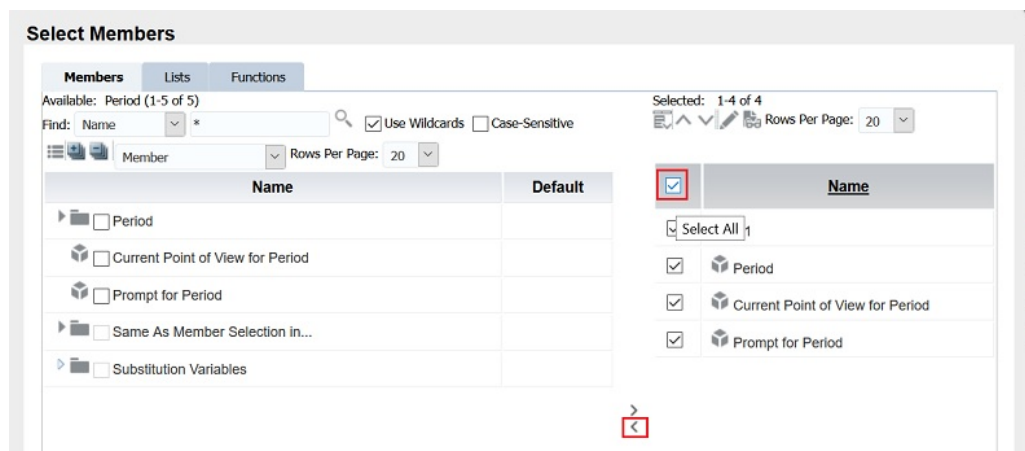 Select Members
Members Lists Functions
Available: Period (1-5 of 5)
Find: Name * Use Wildcards Case-Sensitive
Member Rows Per Page: 20
Name Default
Period
Current Point of View for Period
Prompt for Period
Same As Member Selection in...
Substitution Variables
Selected: 1-4 of 4
Rows Per Page: 20
Name
Select All
Period
Current Point of View for Period
Prompt for Period